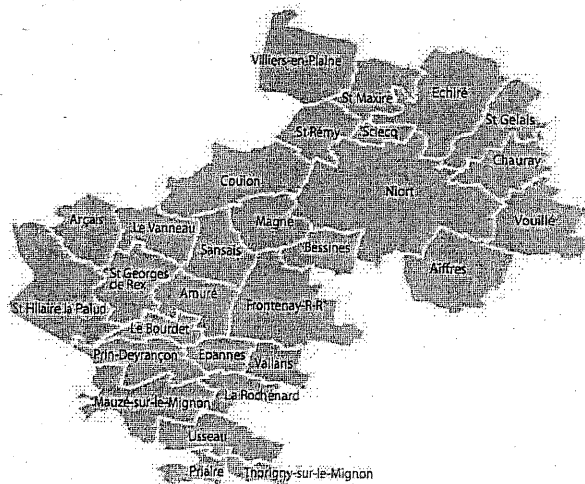 Villiers-en-Plaine
St Maxire
Echiré
St Rémy
Sciecq
St Gelais
Chauray
Coulon
Niort
Arçais
Le Vanneau
Magné
Vouillé
Sansais
Bessines
Aiffres
St Georges
de Rex
Amuré
St Hilaire la Palud
Frontenay-R-R
Le Bourdet
Prin-Deyrançon
Epannes
Vallans
La Rochenard
Mauzé-sur-le-Mignon
Usseau
Priaire
Thorigny-sur-le-Mignon